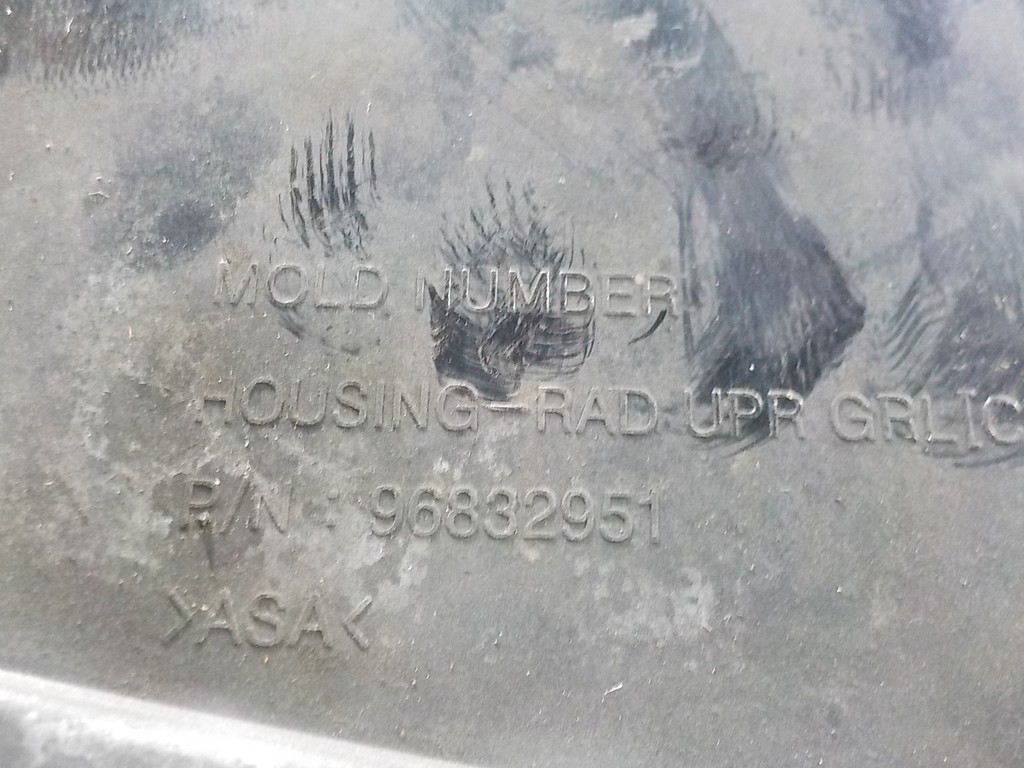 MOLD NUMBER
HOUSING-RAD UPR GRLIC
P/N : 96832951
>ASA<